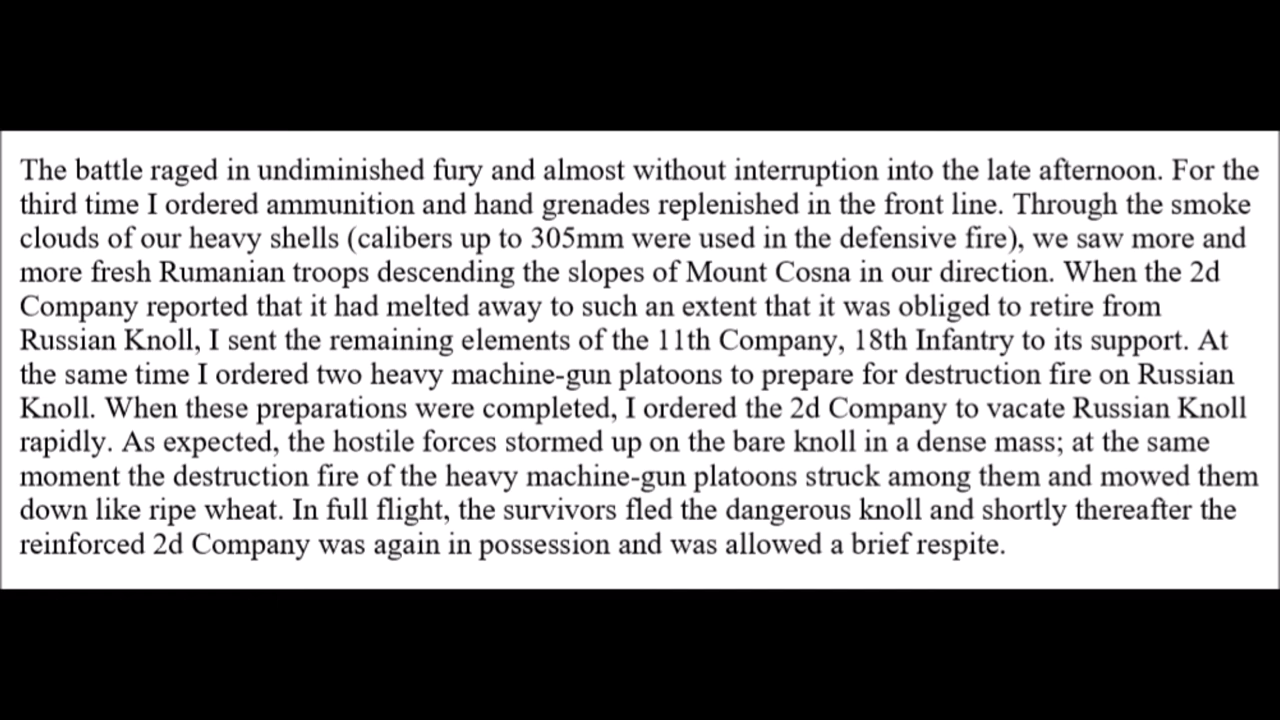 The battle raged in undiminished fury and almost without interruption into the late afternoon. For the
third time I ordered ammunition and hand grenades replenished in the front line. Through the smoke
clouds of our heavy shells (calibers up to 305mm were used in the defensive fire), we saw more and
more fresh Rumanian troops descending the slopes of Mount Cosna in our direction. When the 2d
Company reported that it had melted away to such an extent that it was obliged to retire from
Russian Knoll, I sent the remaining elements of the 11th Company, 18th Infantry to its support. At
the same time I ordered two heavy machine-gun platoons to prepare for destruction fire on Russian
Knoll. When these preparations were completed, I ordered the 2d Company to vacate Russian Knoll
rapidly. As expected, the hostile forces stormed up on the bare knoll in a dense mass; at the same
moment the destruction fire of the heavy machine-gun platoons struck among them and mowed them
down like ripe wheat. In full flight, the survivors fled the dangerous knoll and shortly thereafter the
reinforced 2d Company was again in possession and was allowed a brief respite.